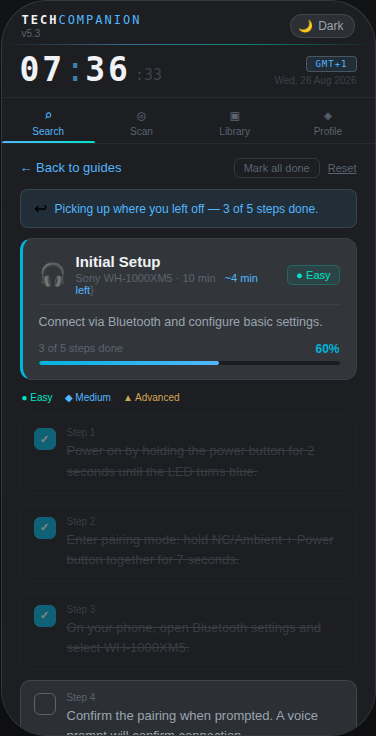 TECHCOMPANION
v5.3
Dark
07:36:33
GMT+1
Wed, 26 Aug 2026
Search
Scan
Library
Profile
← Back to guides
Mark all done
Reset
Picking up where you left off — 3 of 5 steps done.
Initial Setup
Sony WH-1000XM5 · 10 min ~4 min
left)
● Easy
Connect via Bluetooth and configure basic settings.
3 of 5 steps done
60%
● Easy ◆ Medium ▲ Advanced
Step 1
Power on by holding the power button for 2
seconds until the LED turns blue.
Step 2
Enter pairing mode: hold NC/Ambient + Power
button together for 7 seconds.
Step 3
On your phone, open Bluetooth settings and
select WH-1000XM5.
Step 4
Confirm the pairing when prompted. A voice
prompt will confirm connection.